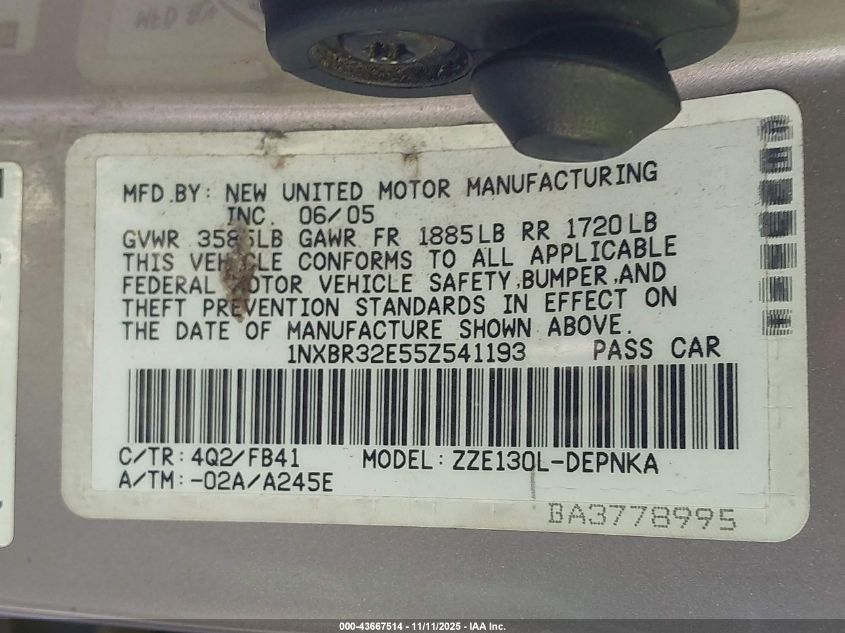 MFD.BY: NEW UNITED MOTOR MANUFACTURING
INC. 06/05
GVWR 3585LB GAWR FR 1885LB RR 1720LB
THIS VEHICLE CONFORMS TO ALL APPLICABLE
FEDERAL MOTOR VEHICLE SAFETY,BUMPER,AND
THEFT PREVENTION STANDARDS IN EFFECT ON
THE DATE OF MANUFACTURE SHOWN ABOVE.
1NXBR32E55Z541193 PASS CAR
C/TR: 4Q2/FB41 MODEL: ZZE130L-DEPNKA
A/TM:-02A/A245E
BA3778995
000-43667514 - 11/11/2025 - IAA Inc.